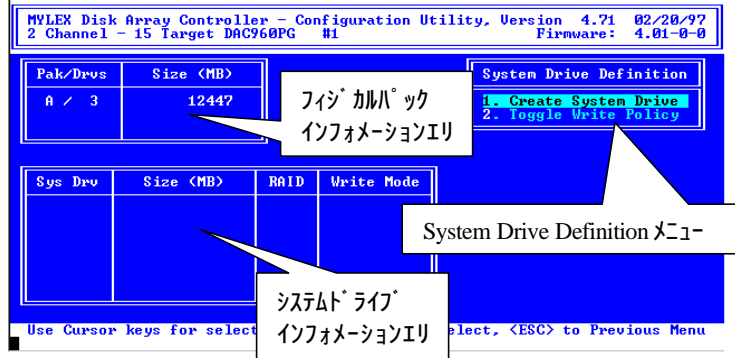 MYLEX Disk Array Controller - Configuration Utility, Version 4.71 02/20/97
2 Channel - 15 Target DAC960PG #1 Firmware: 4.01-0-0
Pak/Drvs Size (MB)
A / 3 12447
System Drive Definition
1. Create System Drive
2. Toggle Write Policy
フィジカルパック
インフォメーションエリ
Sys Drv Size (MB) RAID Write Mode
System Drive Definition メニュー
システムドライブ
インフォメーションエリ
Use Cursor keys for select elect, <ESC> to Previous Menu